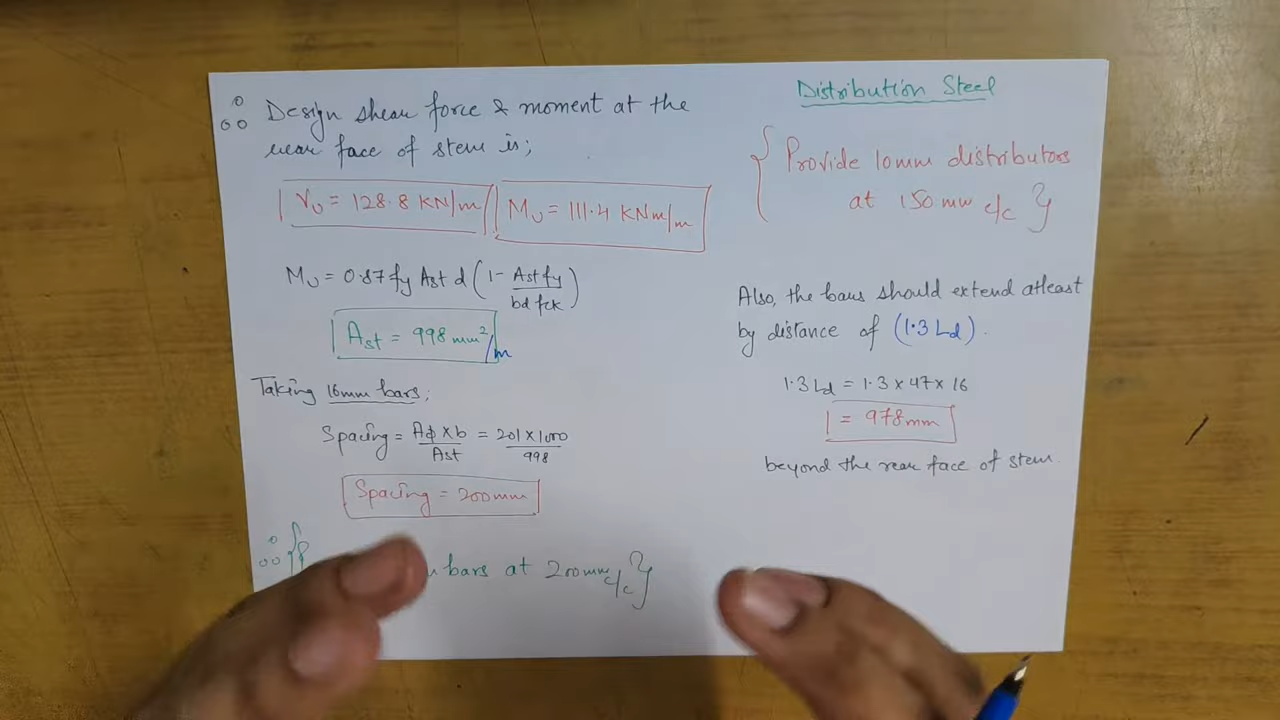 ∴ Design shear force & moment at the
rear face of stem is;
Vu = 128.8 KN/m
Mu = 111.4 KNm/m
Mu = 0.87 fy Ast d (1 - Ast fy / bd fck)
Ast = 998 mm²/m
Taking 16mm bars;
Spacing = Aϕ x b / Ast = 201 x 1000 / 998
Spacing = 200mm
∴ { bars at 200mm c/c }
Distribution Steel
{ Provide 10mm distributors
at 150mm c/c }
Also, the bars should extend atleast
by distance of (1.3 Ld).
1.3 Ld = 1.3 x 47 x 16
= 978mm
beyond the rear face of stem.